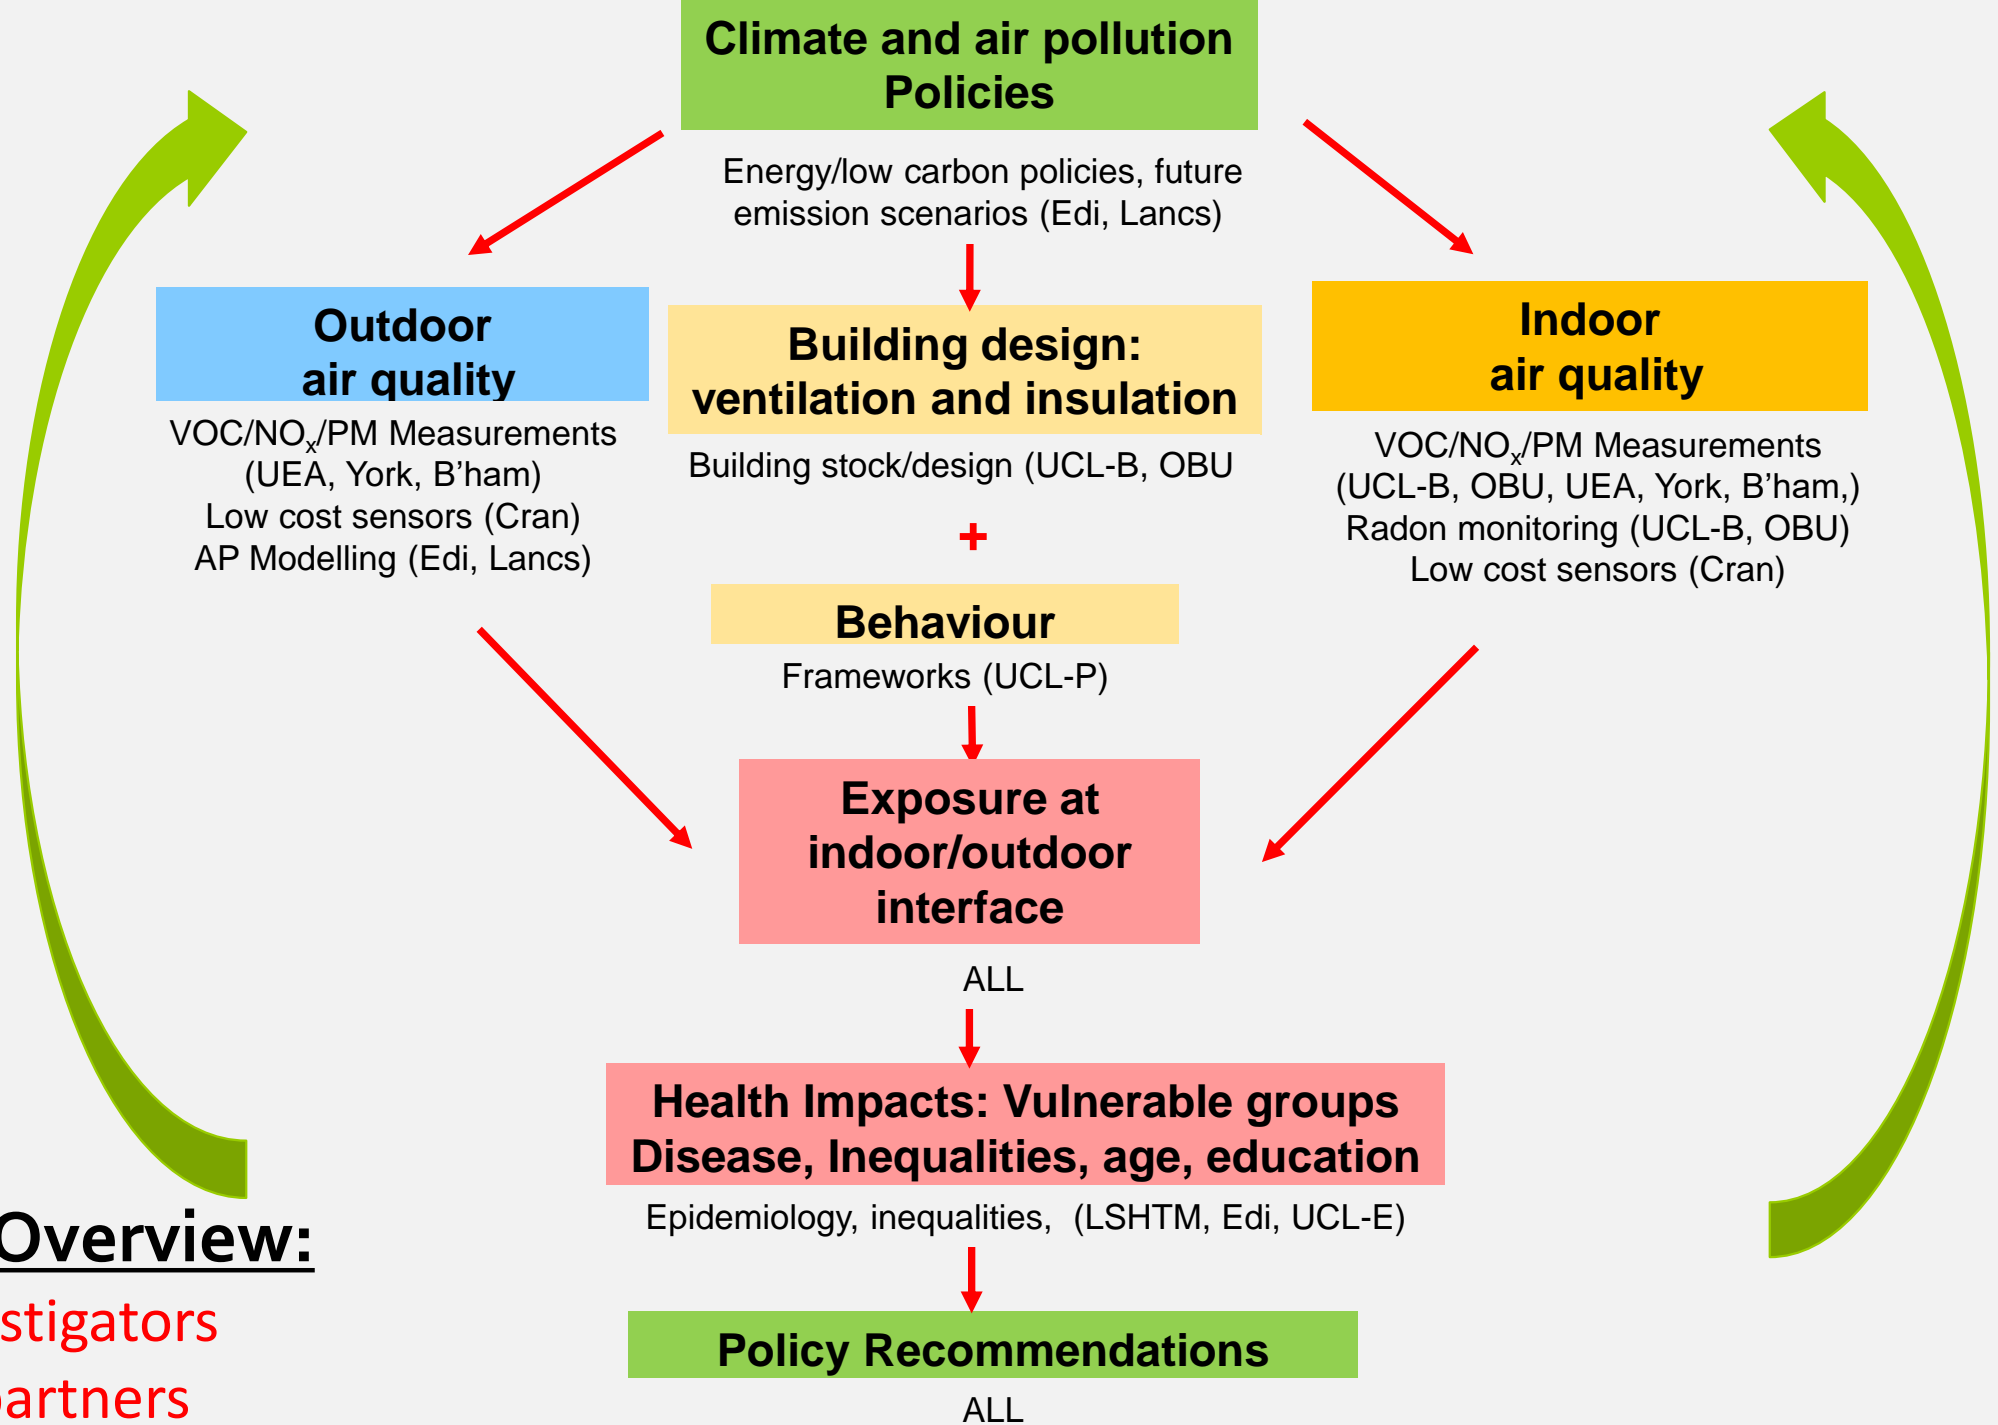 Climate and air pollution
Policies
Energy/low carbon policies, future
emission scenarios (Edi, Lancs)
Outdoor
air quality
VOC/NOx/PM Measurements
(UEA, York, B’ham)
Low cost sensors (Cran)
AP Modelling (Edi, Lancs)
Building design:
ventilation and insulation
Building stock/design (UCL-B, OBU
+
Behaviour
Frameworks (UCL-P)
Indoor
air quality
VOC/NOx/PM Measurements
(UCL-B, OBU, UEA, York, B’ham,)
Radon monitoring (UCL-B, OBU)
Low cost sensors (Cran)
Exposure at
indoor/outdoor
interface
ALL
Health Impacts: Vulnerable groups
Disease, Inequalities, age, education
Epidemiology, inequalities, (LSHTM, Edi, UCL-E)
Policy Recommendations
ALL
Overview:
stigators
partners